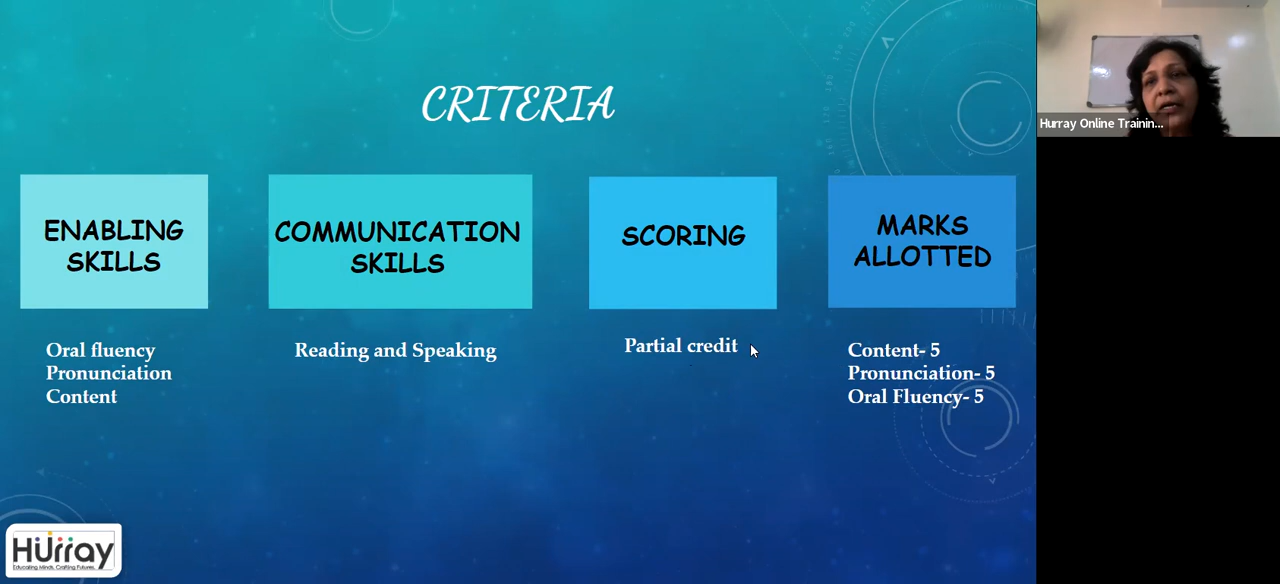 CRITERIA
ENABLING
SKILLS
COMMUNICATION
SKILLS
SCORING
MARKS
ALLOTTED
Oral fluency
Pronunciation
Content
Reading and Speaking
Partial credit
Content- 5
Pronunciation- 5
Oral Fluency- 5
Hurray
Educating Minds. Crafting Futures.
Hurray Online Trainin...